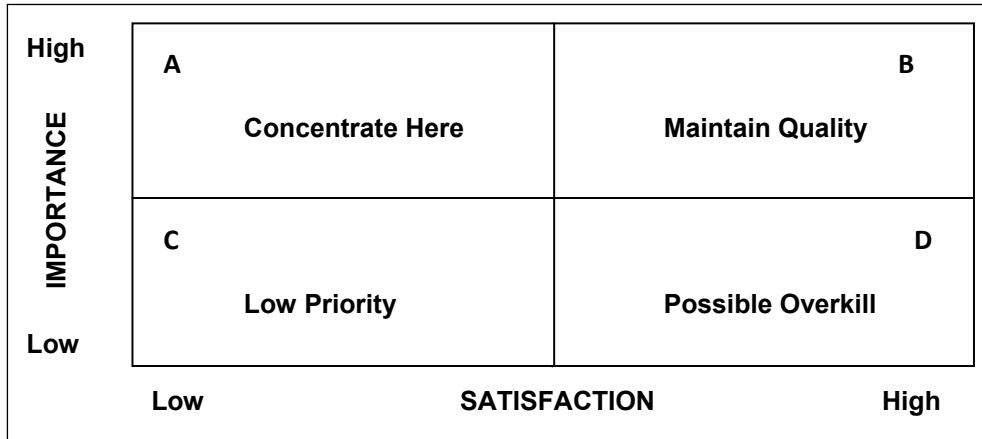 High
A
B
Concentrate Here
Maintain Quality
IMPORTANCE
C
D
Low Priority
Possible Overkill
Low
Low
SATISFACTION
High